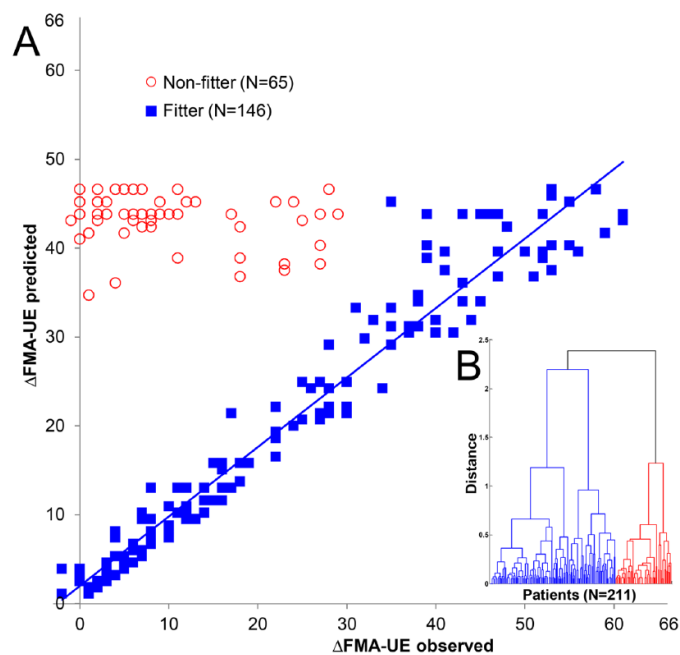 A
66
60
50
40
30
20
10
0
ΔFMA-UE predicted
Non-fitter (N=65)
Fitter (N=146)
0 10 20 30 40 50 60 66
ΔFMA-UE observed
B
2.5
2
1.5
1
0.5
0
Distance
Patients (N=211)